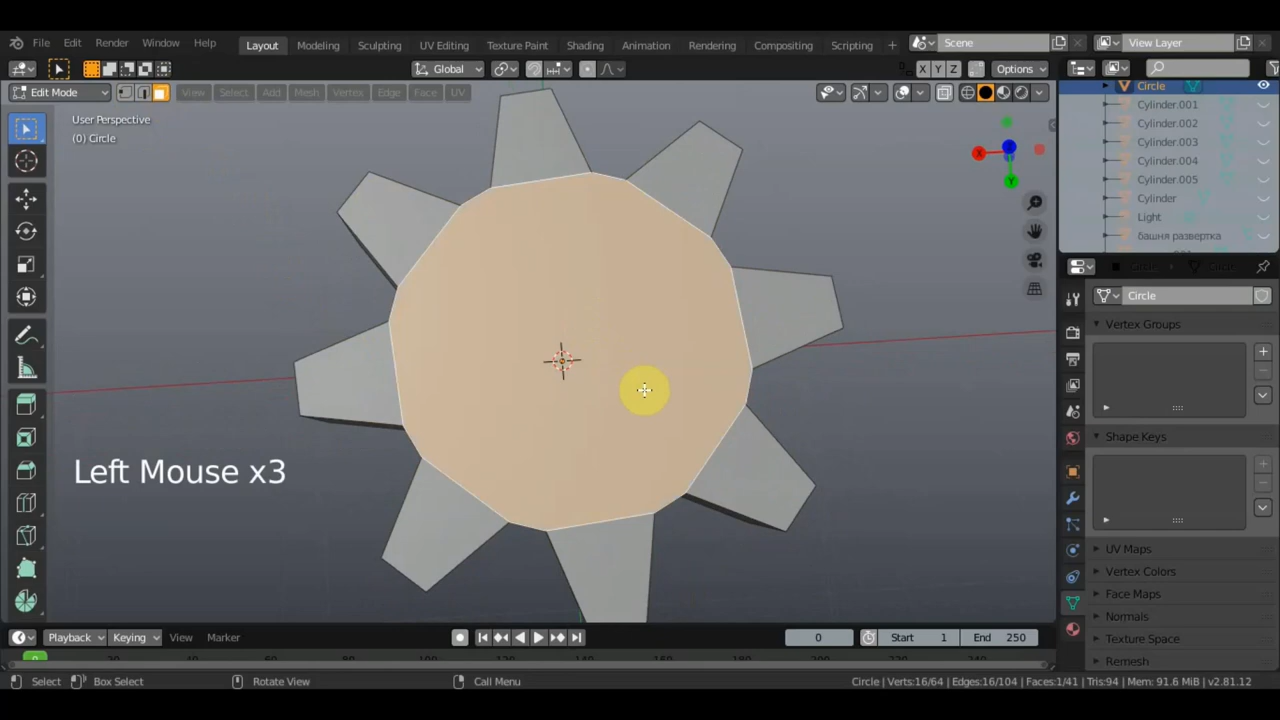 File Edit Render Window Help Layout Modeling Sculpting UV Editing Texture Paint Shading Animation Rendering Compositing Scripting + Scene View Layer
Global X Y Z Options
Edit Mode View Select Add Mesh Vertex Edge Face UV Circle
User Perspective
(0) Circle
Cylinder.001
Cylinder.002
Cylinder.003
Cylinder.004
Cylinder.005
Cylinder
Light
башня развертка
X
Z
Y
Circle
Vertex Groups
Shape Keys
UV Maps
Vertex Colors
Face Maps
Normals
Texture Space
Remesh
Left Mouse x3
Playback Keying View Marker 0 Start 1 End 250
0
Select Box Select Rotate View Call Menu Circle | Verts:16/64 | Edges:16/104 | Faces:1/41 | Tris:94 | Mem: 91.6 MiB | v2.81.12